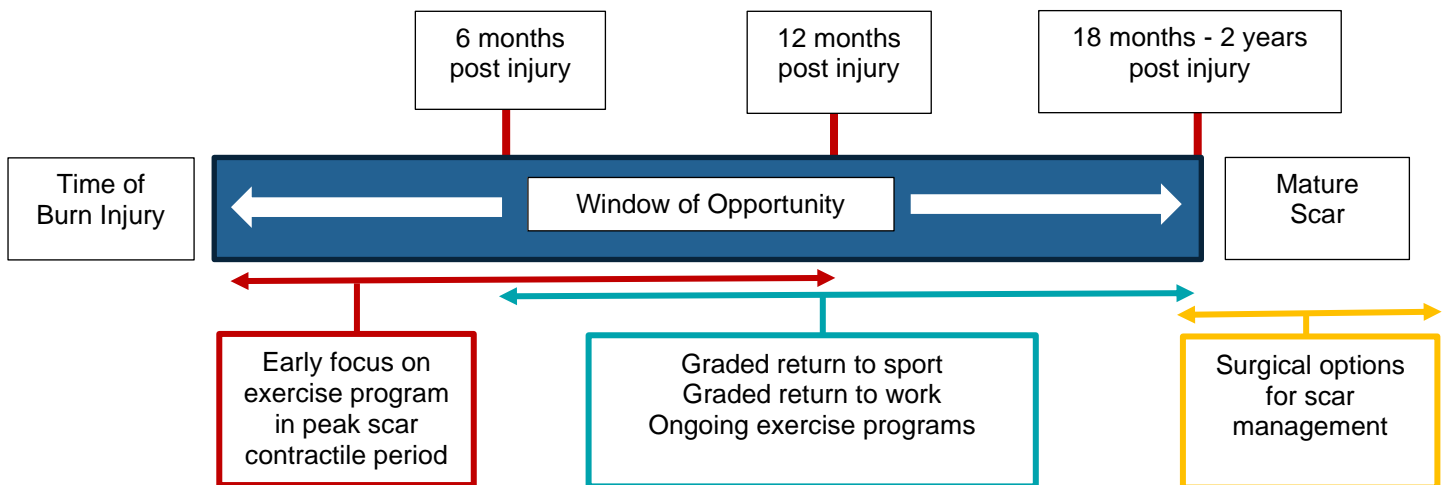 6 months
post injury
12 months
post injury
18 months - 2 years
post injury
Time of
Burn Injury
Window of Opportunity
Mature
Scar
Early focus on
exercise program
in peak scar
contractile period
Graded return to sport
Graded return to work
Ongoing exercise programs
Surgical options
for scar
management